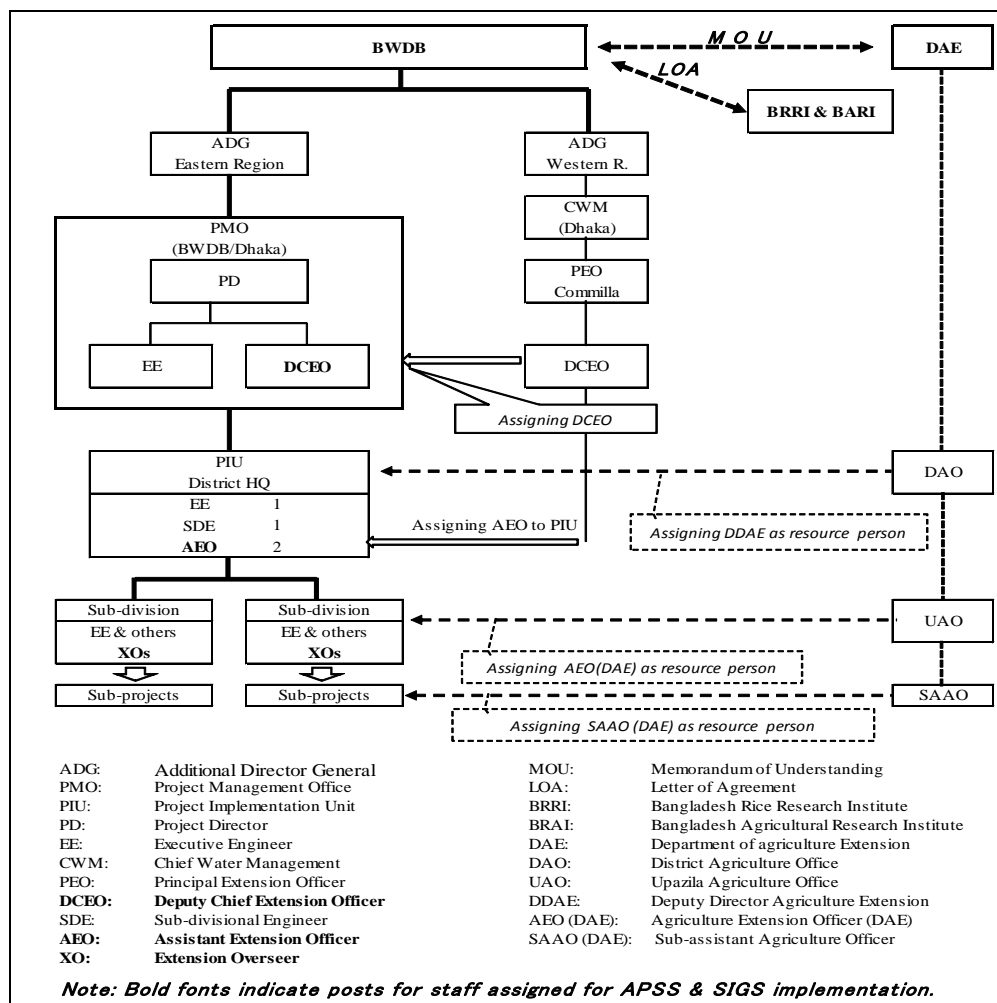 BWDB
M O U
DAE
LOA
BRRI & BARI
ADG
Eastern Region
ADG
Western R.
PMO
(BWDB/Dhaka)
CWM
(Dhaka)
PD
PEO
Commilla
EE
DCEO
DCEO
Assigning DCEO
PIU
District HQ
DAO
EE 1
SDE 1
AEO 2
Assigning AEO to PIU
Assigning DDAE as resource person
Sub-division
Sub-division
EE & others
XOs
EE & others
XOs
UAO
Assigning AEO(DAE) as resource person
Sub-projects
Sub-projects
SAAO
Assigning SAAO (DAE) as resource person
ADG: Additional Director General
PMO: Project Management Office
PIU: Project Implementation Unit
PD: Project Director
EE: Executive Engineer
CWM: Chief Water Management
PEO: Principal Extension Officer
DCEO: Deputy Chief Extension Officer
SDE: Sub-divisional Engineer
AEO: Assistant Extension Officer
XO: Extension Overseer
MOU: Memorandum of Understanding
LOA: Letter of Agreement
BRRI: Bangladesh Rice Research Institute
BRAI: Bangladesh Agricultural Research Institute
DAE: Department of agriculture Extension
DAO: District Agriculture Office
UAO: Upazila Agriculture Office
DDAE: Deputy Director Agriculture Extension
AEO (DAE): Agriculture Extension Officer (DAE)
SAAO (DAE): Sub-assistant Agriculture Officer
Note: Bold fonts indicate posts for staff assigned for APSS & SIGS implementation.